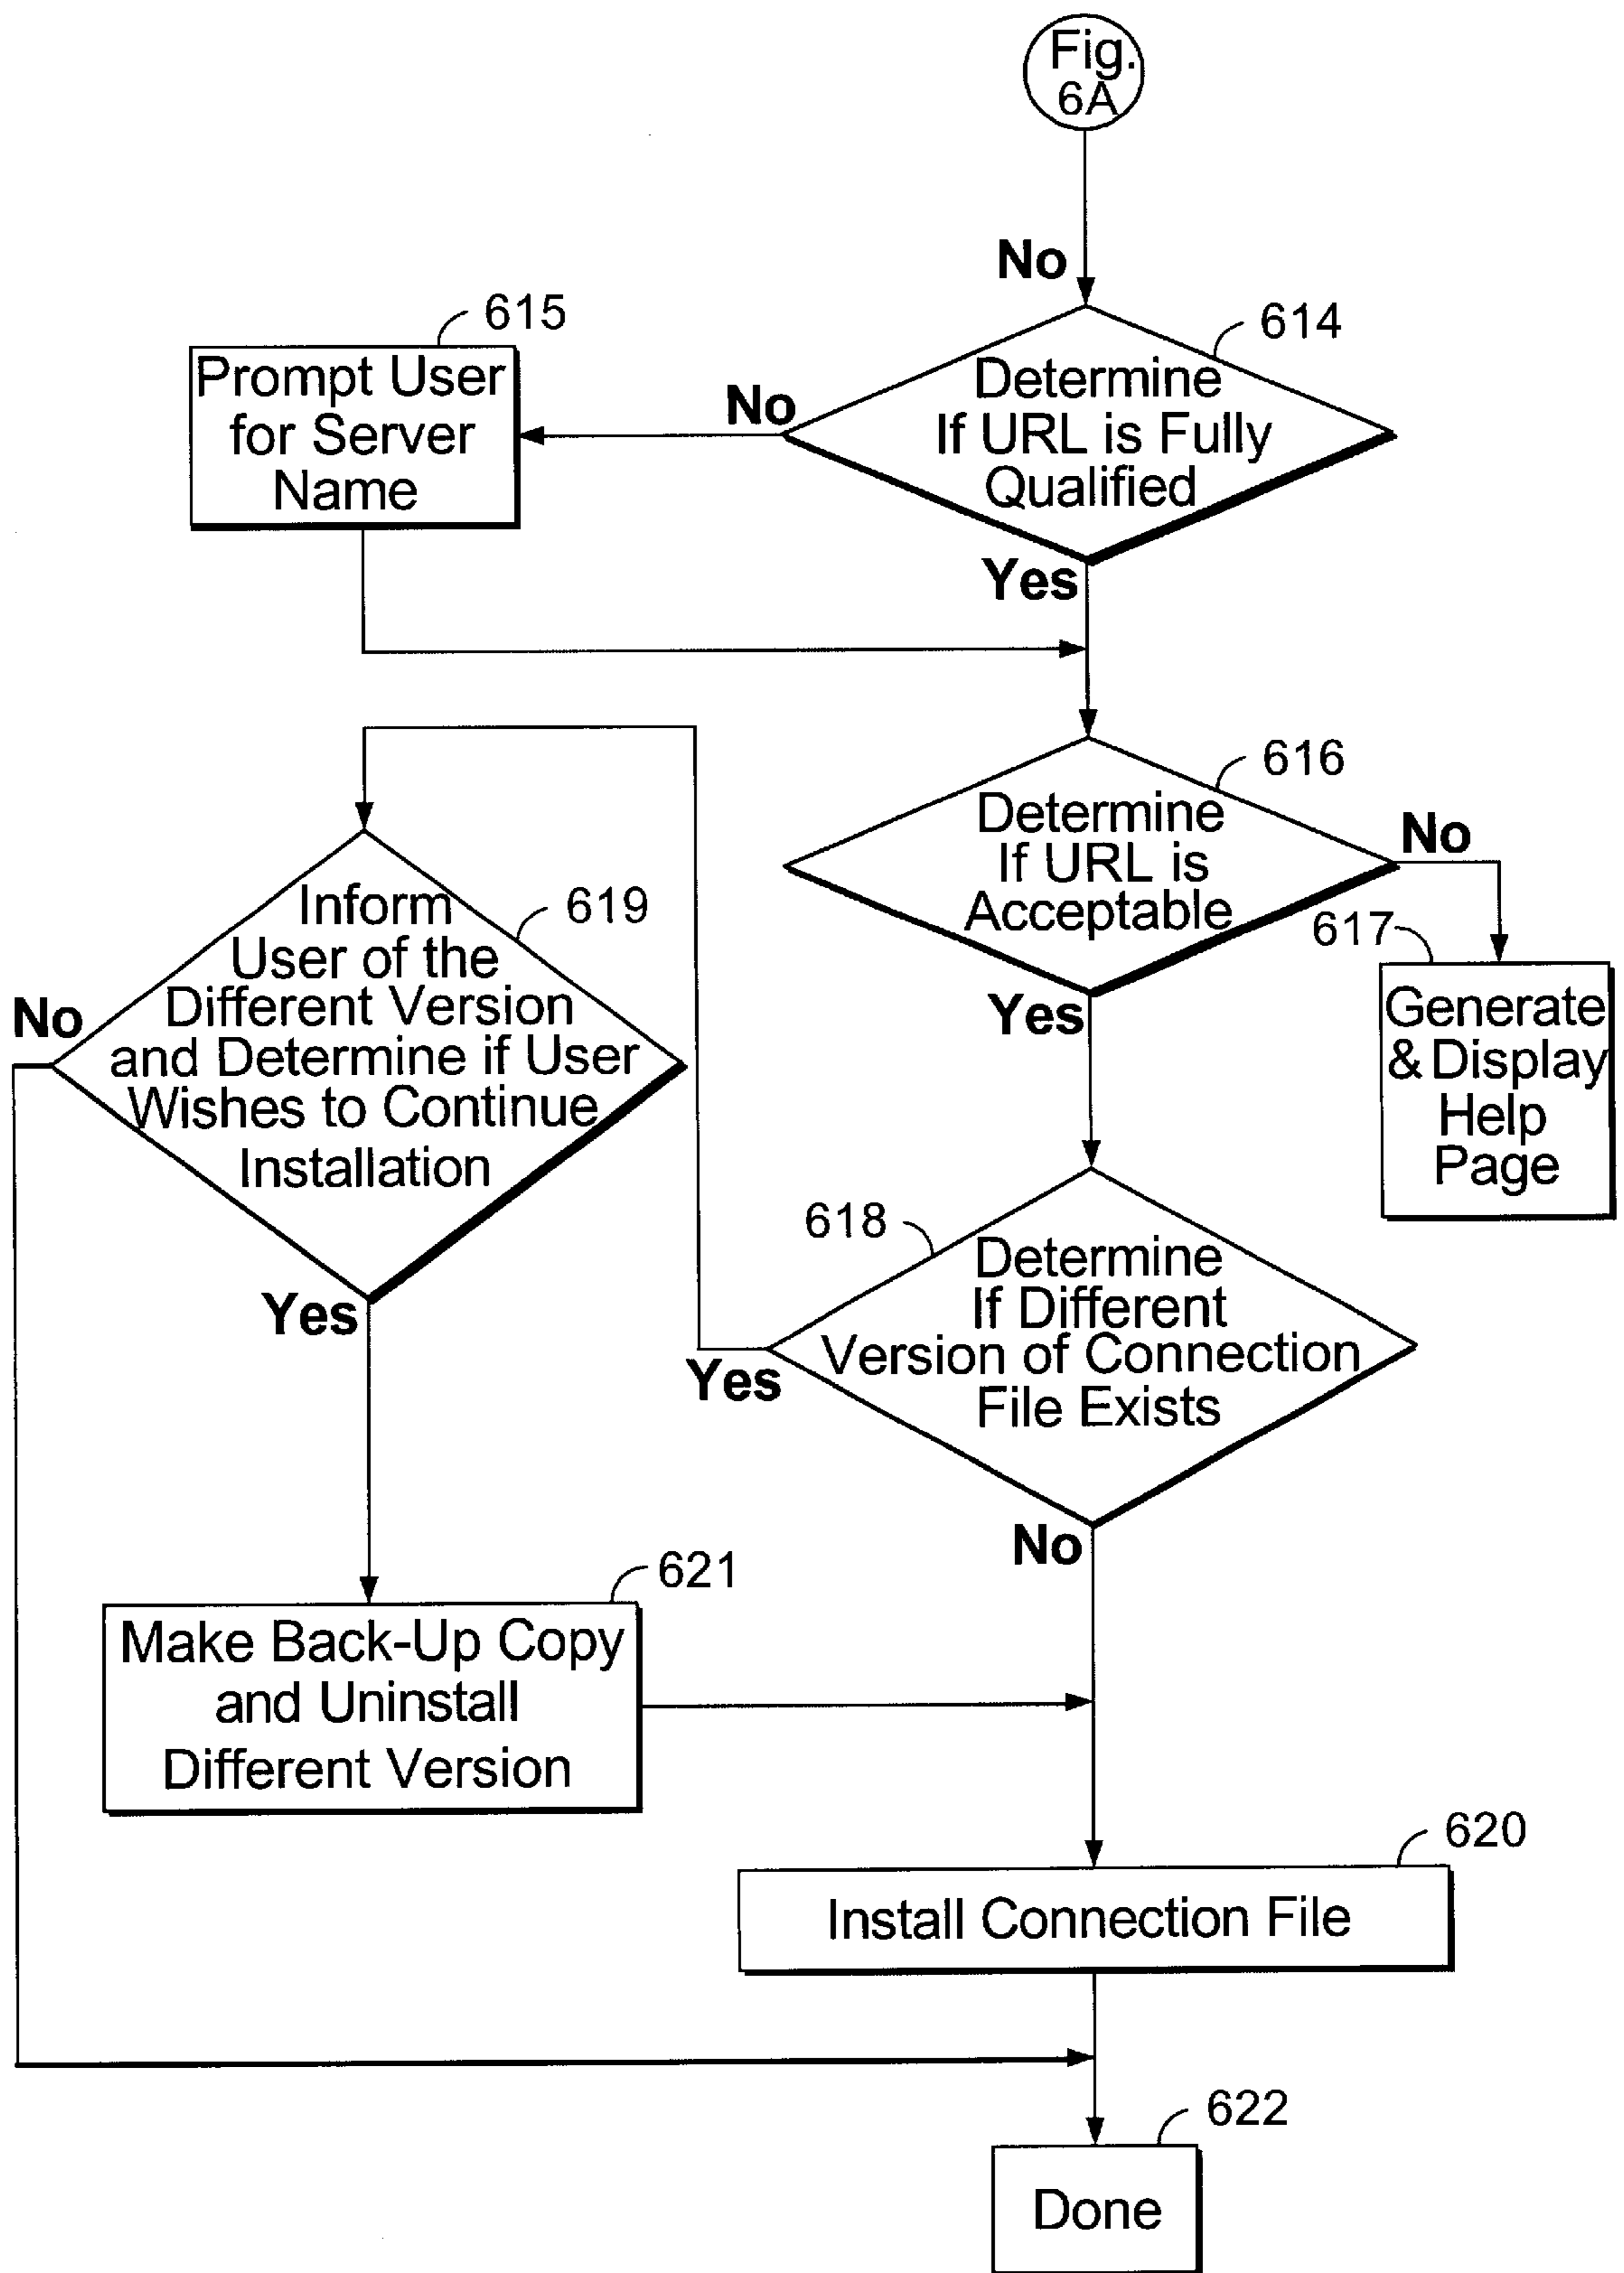 Fig.
6A
No
615
614
Prompt User
for Server
Name
No
Determine
If URL is Fully
Qualified
Yes
616
Determine
If URL is
Acceptable
No
617
Generate
& Display
Help
Page
Yes
619
Inform
User of the
Different Version
and Determine if User
Wishes to Continue
Installation
No
Yes
618
Determine
If Different
Version of Connection
File Exists
Yes
No
621
Make Back-Up Copy
and Uninstall
Different Version
620
Install Connection File
622
Done